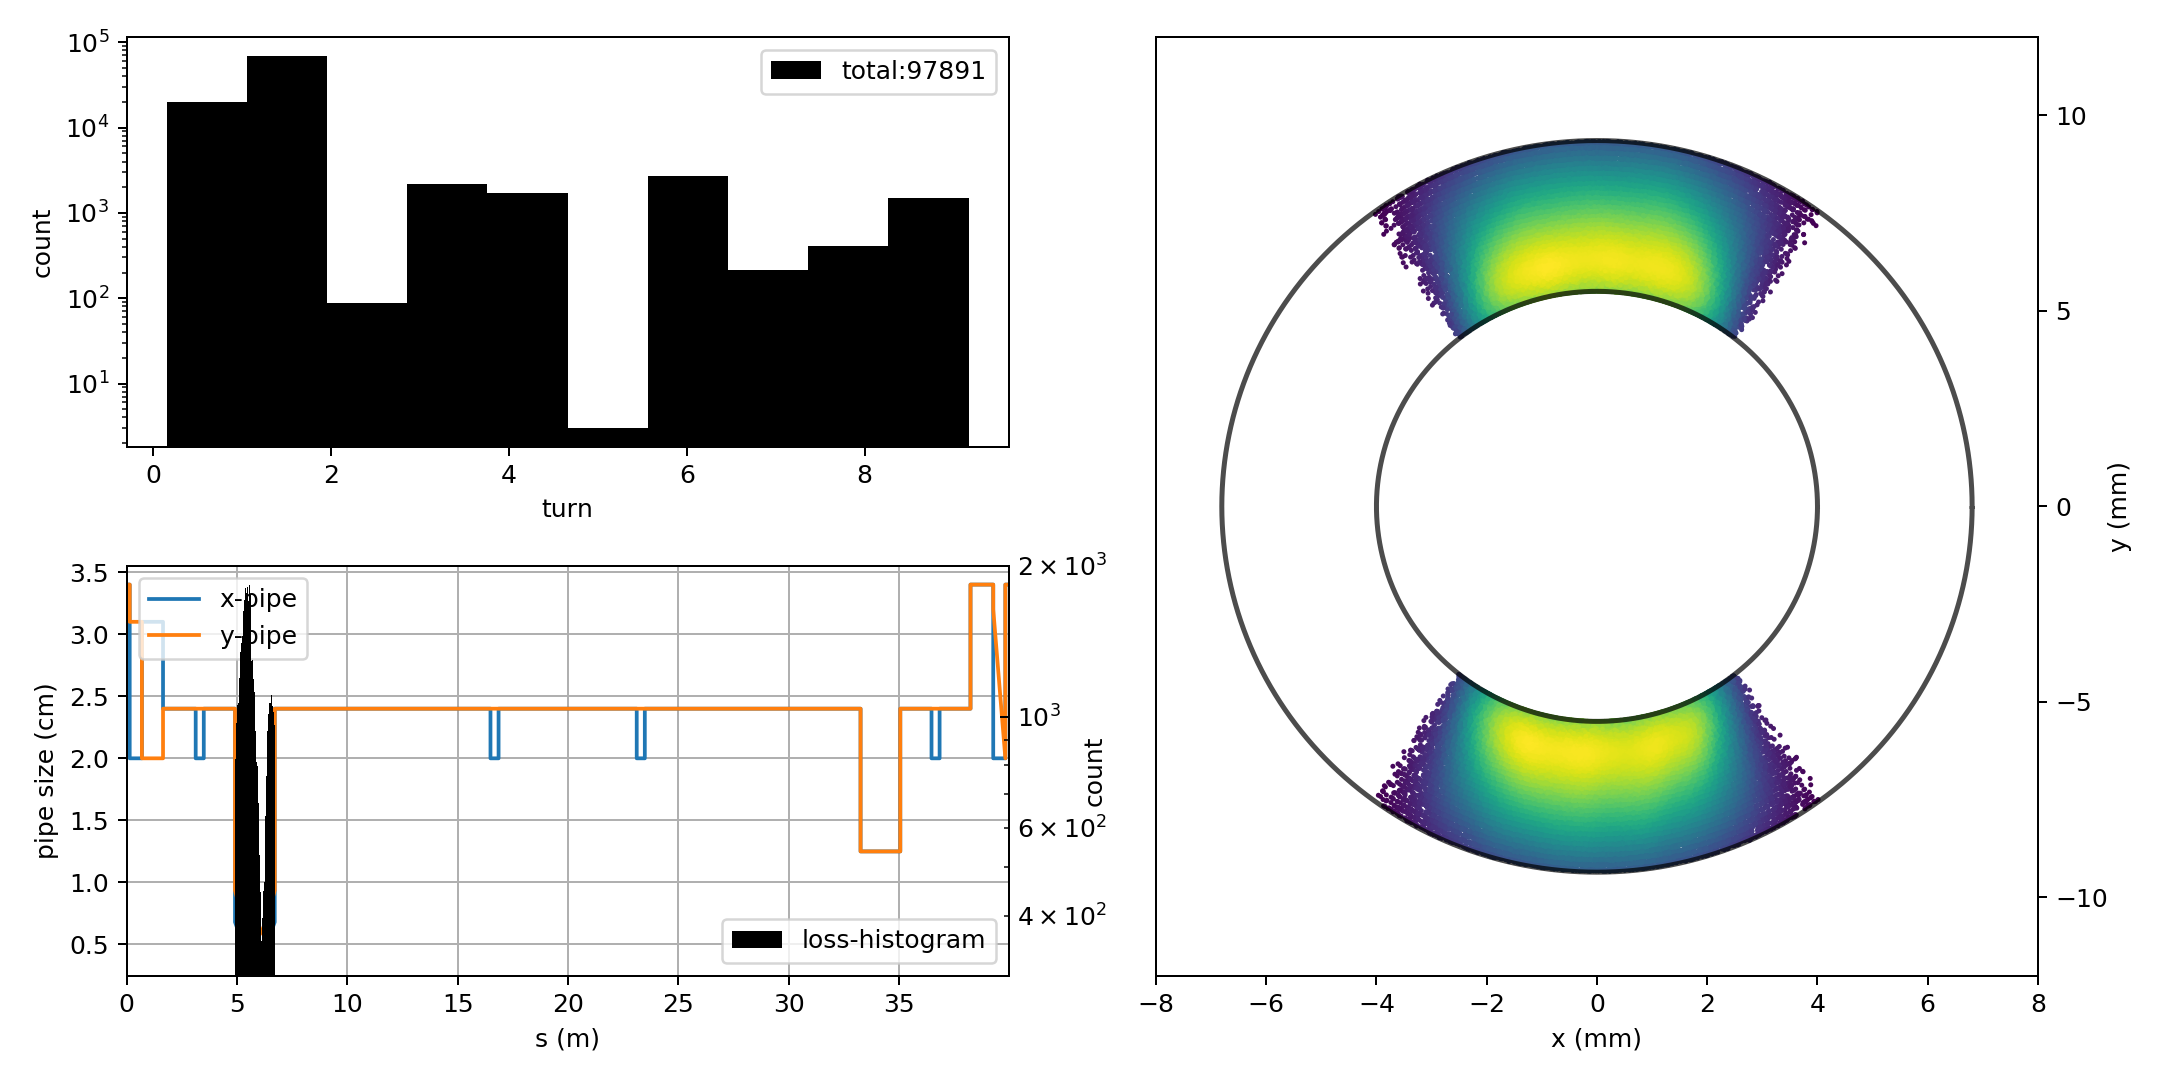 10^5
10^4
10^3
10^2
10^1
count
total:97891
0 2 4 6 8
turn
3.5
3.0
2.5
2.0
1.5
1.0
0.5
pipe size (cm)
x-pipe
y-pipe
loss-histogram
2 × 10^3
10^3
6 × 10^2
4 × 10^2
count
0 5 10 15 20 25 30 35
s (m)
10
5
0
−5
−10
y (mm)
−8 −6 −4 −2 0 2 4 6 8
x (mm)